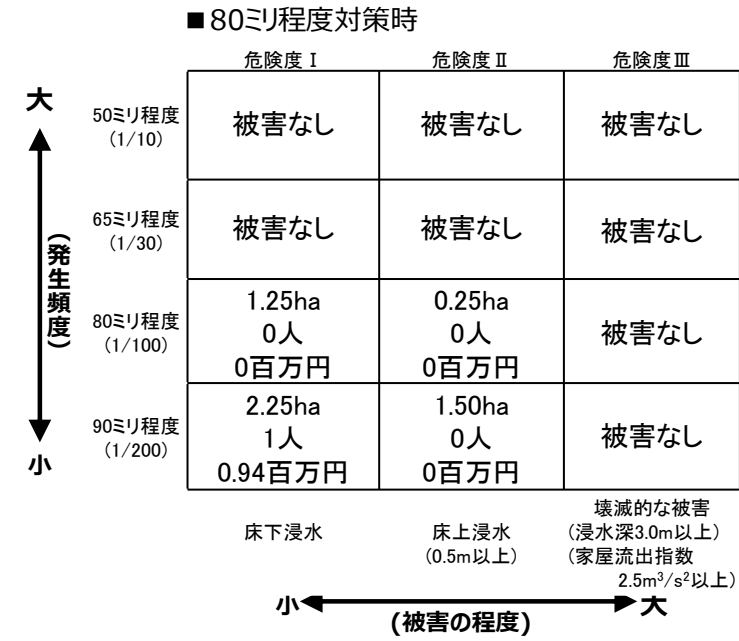 ■80ミリ程度対策時
危険度Ⅰ 危険度Ⅱ 危険度Ⅲ
大
50ミリ程度
(1/10)
被害なし 被害なし 被害なし
65ミリ程度
(1/30)
被害なし 被害なし 被害なし
(発生頻度)
80ミリ程度
(1/100)
1.25ha
0人
0百万円
0.25ha
0人
0百万円
被害なし
90ミリ程度
(1/200)
2.25ha
1人
0.94百万円
1.50ha
0人
0百万円
被害なし
小
床下浸水
床上浸水
(0.5m以上)
壊滅的な被害
(浸水深3.0m以上)
(家屋流出指数
2.5m³/s²以上)
小 大
(被害の程度)